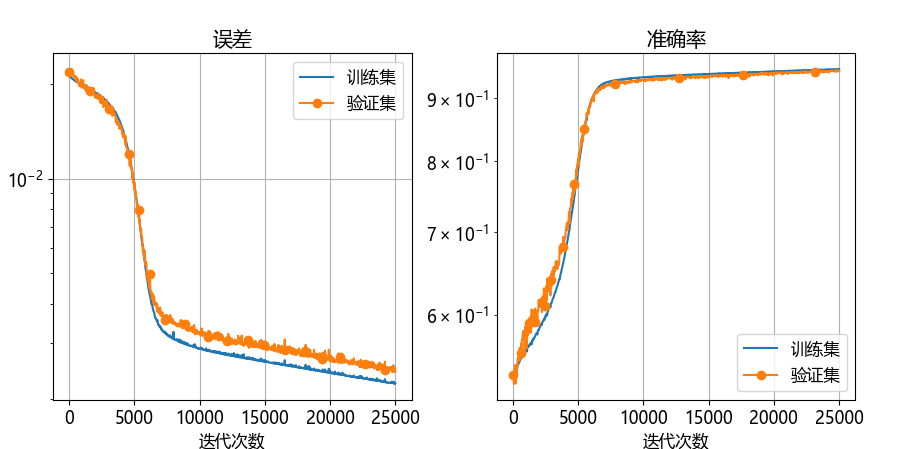 误差
训练集
验证集
10⁻²
0 5000 10000 15000 20000 25000
迭代次数
准确率
9 × 10⁻¹
8 × 10⁻¹
7 × 10⁻¹
6 × 10⁻¹
训练集
验证集
0 5000 10000 15000 20000 25000
迭代次数